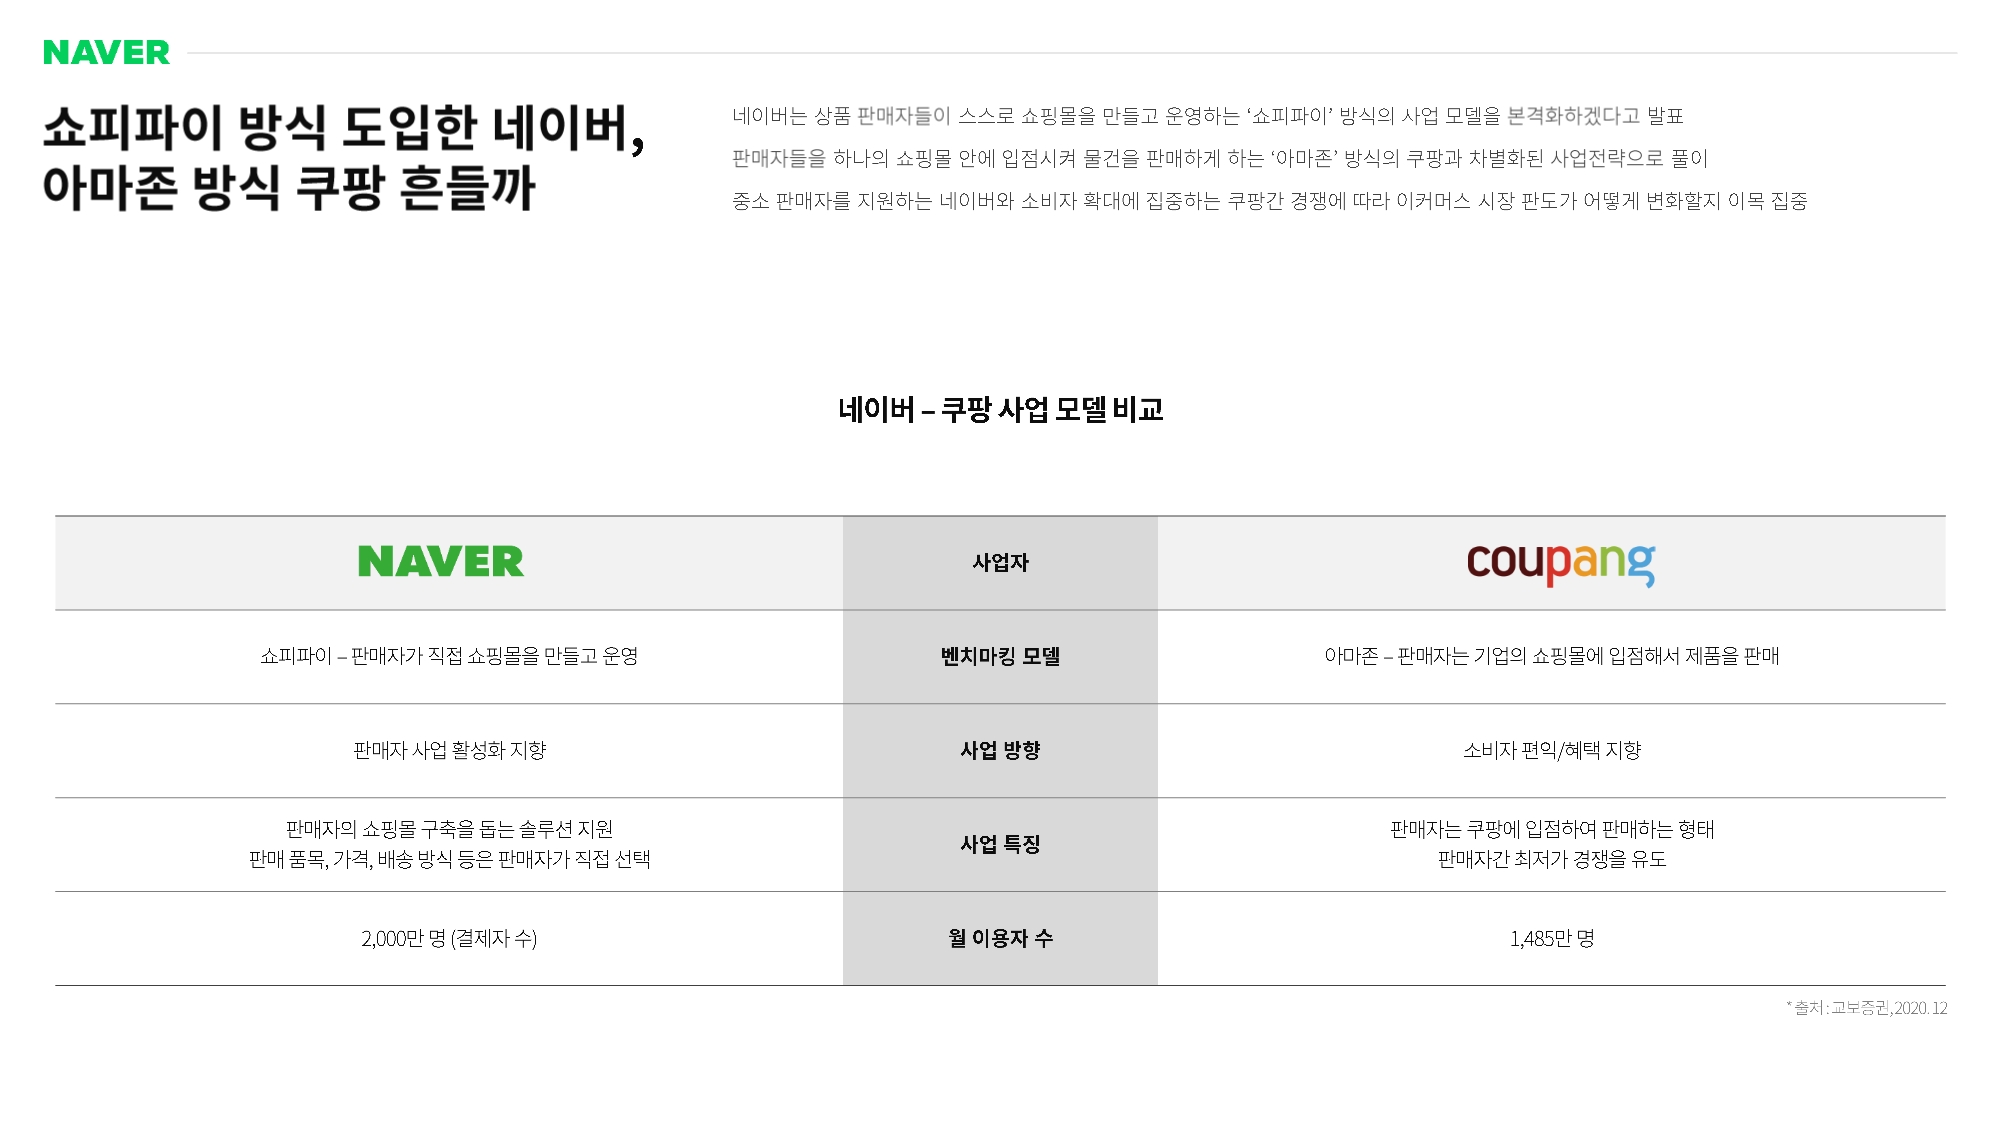 NAVER
쇼피파이 방식 도입한 네이버,
아마존 방식 쿠팡 흔들까
네이버는 상품 판매자들이 스스로 쇼핑몰을 만들고 운영하는 ‘쇼피파이’ 방식의 사업 모델을 본격화하겠다고 발표
판매자들을 하나의 쇼핑몰 안에 입점시켜 물건을 판매하게 하는 ‘아마존’ 방식의 쿠팡과 차별화된 사업전략으로 풀이
중소 판매자를 지원하는 네이버와 소비자 확대에 집중하는 쿠팡간 경쟁에 따라 이커머스 시장 판도가 어떻게 변화할지 이목 집중
네이버 – 쿠팡 사업 모델 비교
NAVER 사업자 coupang
쇼피파이 – 판매자가 직접 쇼핑몰을 만들고 운영 벤치마킹 모델 아마존 – 판매자는 기업의 쇼핑몰에 입점해서 제품을 판매
판매자 사업 활성화 지향 사업 방향 소비자 편익/혜택 지향
판매자의 쇼핑몰 구축을 돕는 솔루션 지원
판매 품목, 가격, 배송 방식 등은 판매자가 직접 선택
사업 특징
판매자는 쿠팡에 입점하여 판매하는 형태
판매자간 최저가 경쟁을 유도
2,000만 명 (결제자 수) 월 이용자 수 1,485만 명
* 출처 : 교보증권, 2020. 12